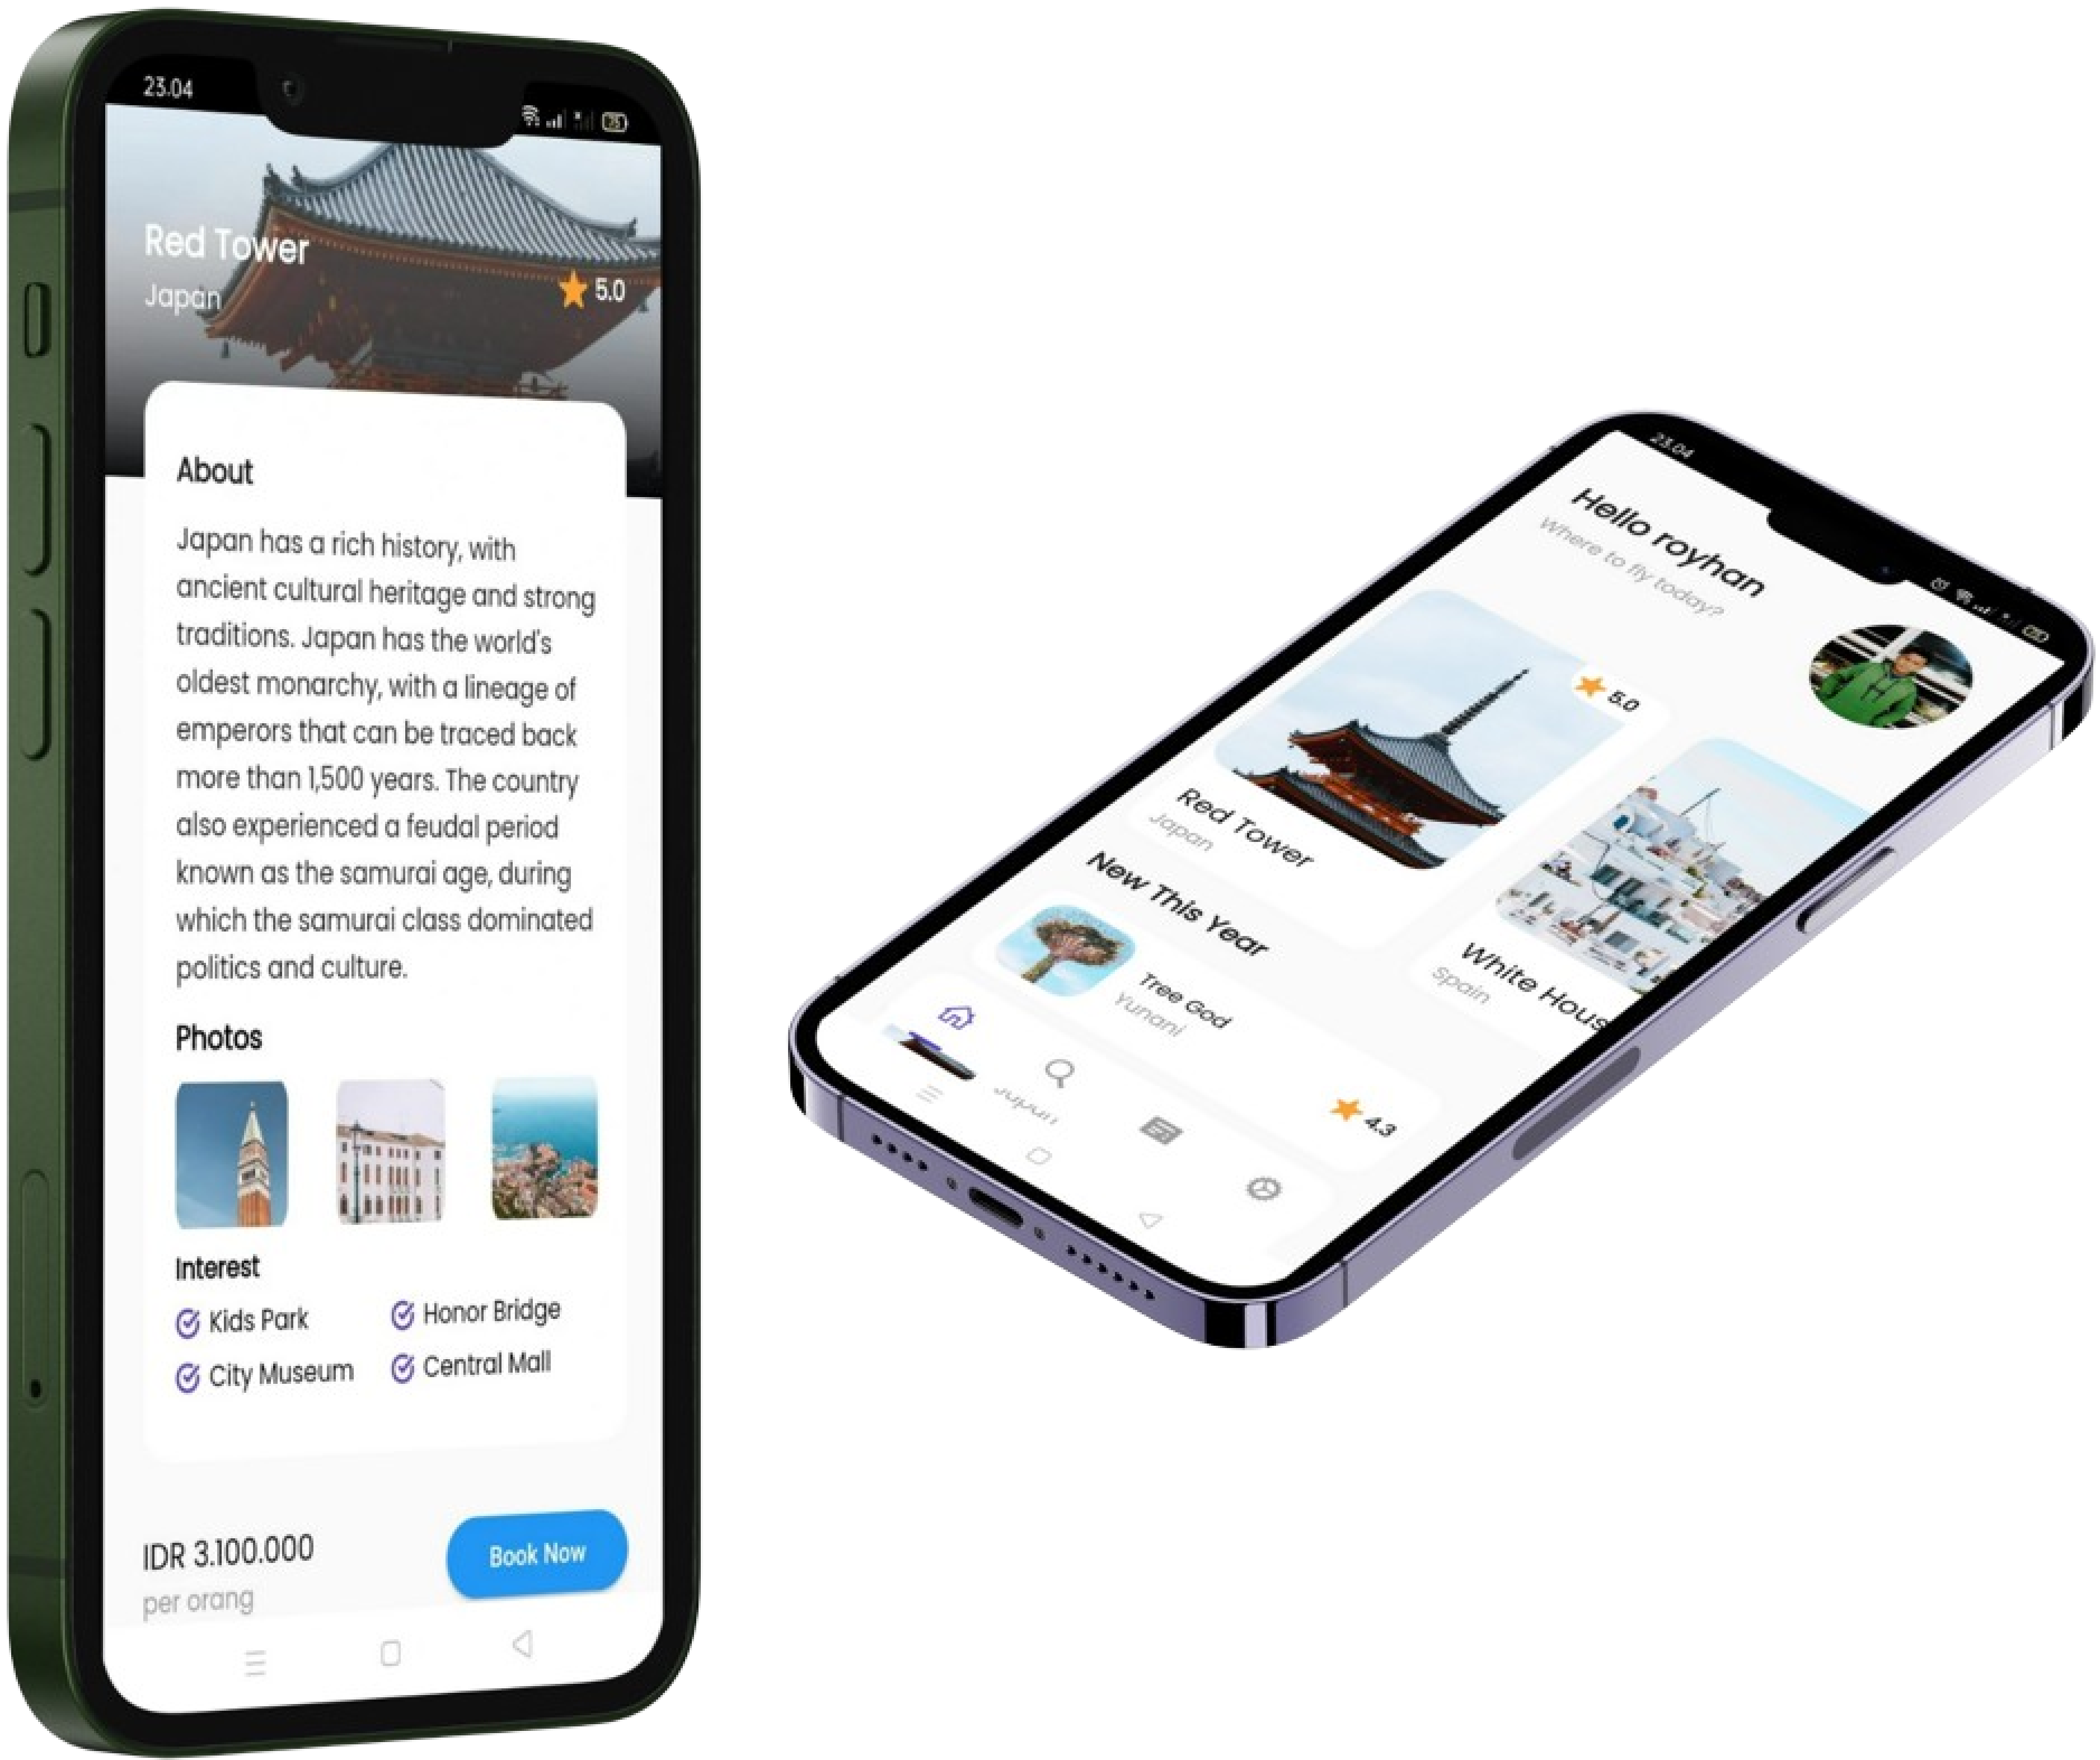 23.04
Red Tower
Japan
5.0
About
Japan has a rich history, with
ancient cultural heritage and strong
traditions. Japan has the world's
oldest monarchy, with a lineage of
emperors that can be traced back
more than 1,500 years. The country
also experienced a feudal period
known as the samurai age, during
which the samurai class dominated
politics and culture.
Photos
Interest
Kids Park
Honor Bridge
City Museum
Central Mall
IDR 3.100.000
per orang
Book Now
23.04
Hello royhan
Where to fly today?
5.0
Red Tower
Japan
White Hous
Spain
New This Year
Tree God
Yunani
4.3